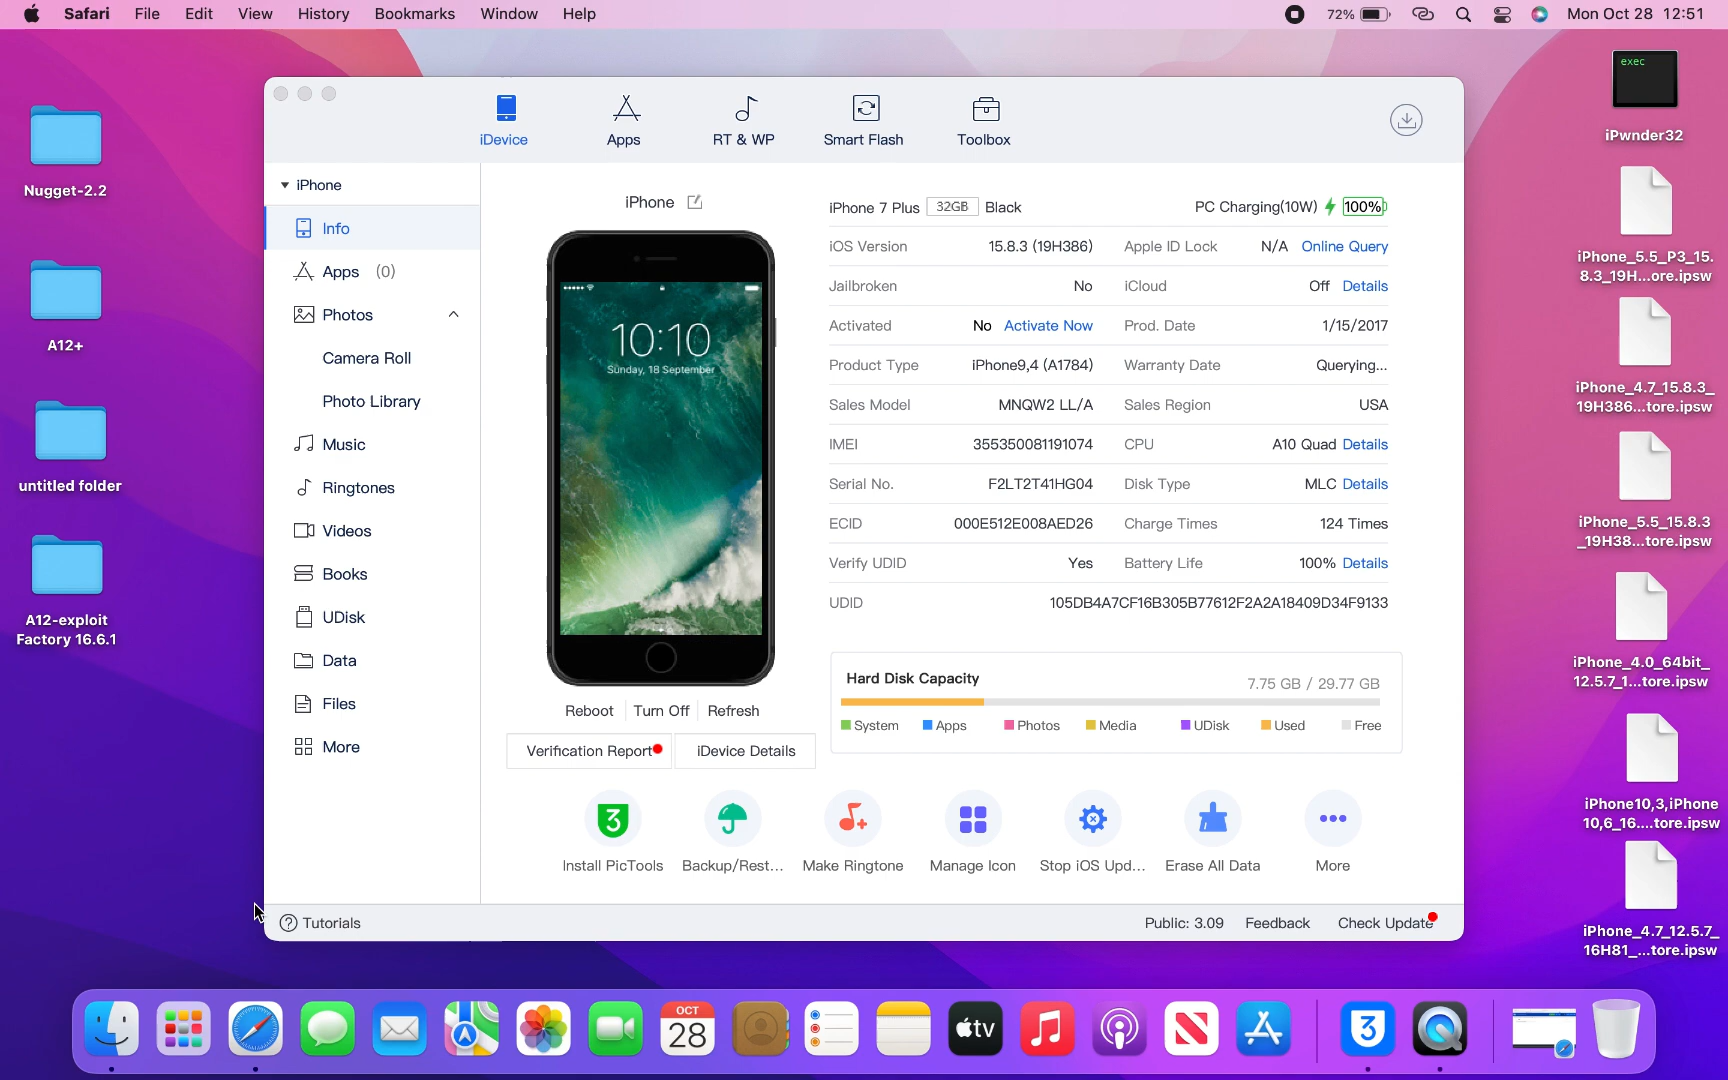 Safari File Edit View History Bookmarks Window Help 72% Mon Oct 28 12:51
Nugget-2.2
A12+
untitled folder
A12-exploit
Factory 16.6.1
iDevice Apps RT & WP Smart Flash Toolbox
iPhone
Info
Apps (0)
Photos
Camera Roll
Photo Library
Music
Ringtones
Videos
Books
UDisk
Data
Files
More
iPhone
10:10
Sunday, 18 September
Reboot Turn Off Refresh
Verification Report iDevice Details
iPhone 7 Plus 32GB Black PC Charging(10W) 100%
iOS Version 15.8.3 (19H386) Apple ID Lock N/A Online Query
Jailbroken No iCloud Off Details
Activated No Activate Now Prod. Date 1/15/2017
Product Type iPhone9,4 (A1784) Warranty Date Querying...
Sales Model MNQW2 LL/A Sales Region USA
IMEI 355350081191074 CPU A10 Quad Details
Serial No. F2LT2T41HG04 Disk Type MLC Details
ECID 000E512E008AED26 Charge Times 124 Times
Verify UDID Yes Battery Life 100% Details
UDID 105DB4A7CF16B305B77612F2A2A18409D34F9133
Hard Disk Capacity 7.75 GB / 29.77 GB
System Apps Photos Media UDisk Used Free
3
Install PicTools Backup/Rest... Make Ringtone Manage Icon Stop iOS Upd... Erase All Data More
Tutorials Public: 3.09 Feedback Check Update
exec
iPwnder32
iPhone_5.5_P3_15.
8.3_19H...ore.ipsw
iPhone_4.7_15.8.3_
19H386...tore.ipsw
iPhone_5.5_15.8.3
_19H38...tore.ipsw
iPhone_4.0_64bit_
12.5.7_1...tore.ipsw
iPhone10,3,iPhone
10,6_16....tore.ipsw
iPhone_4.7_12.5.7_
16H81_...tore.ipsw
OCT
28
tv
3